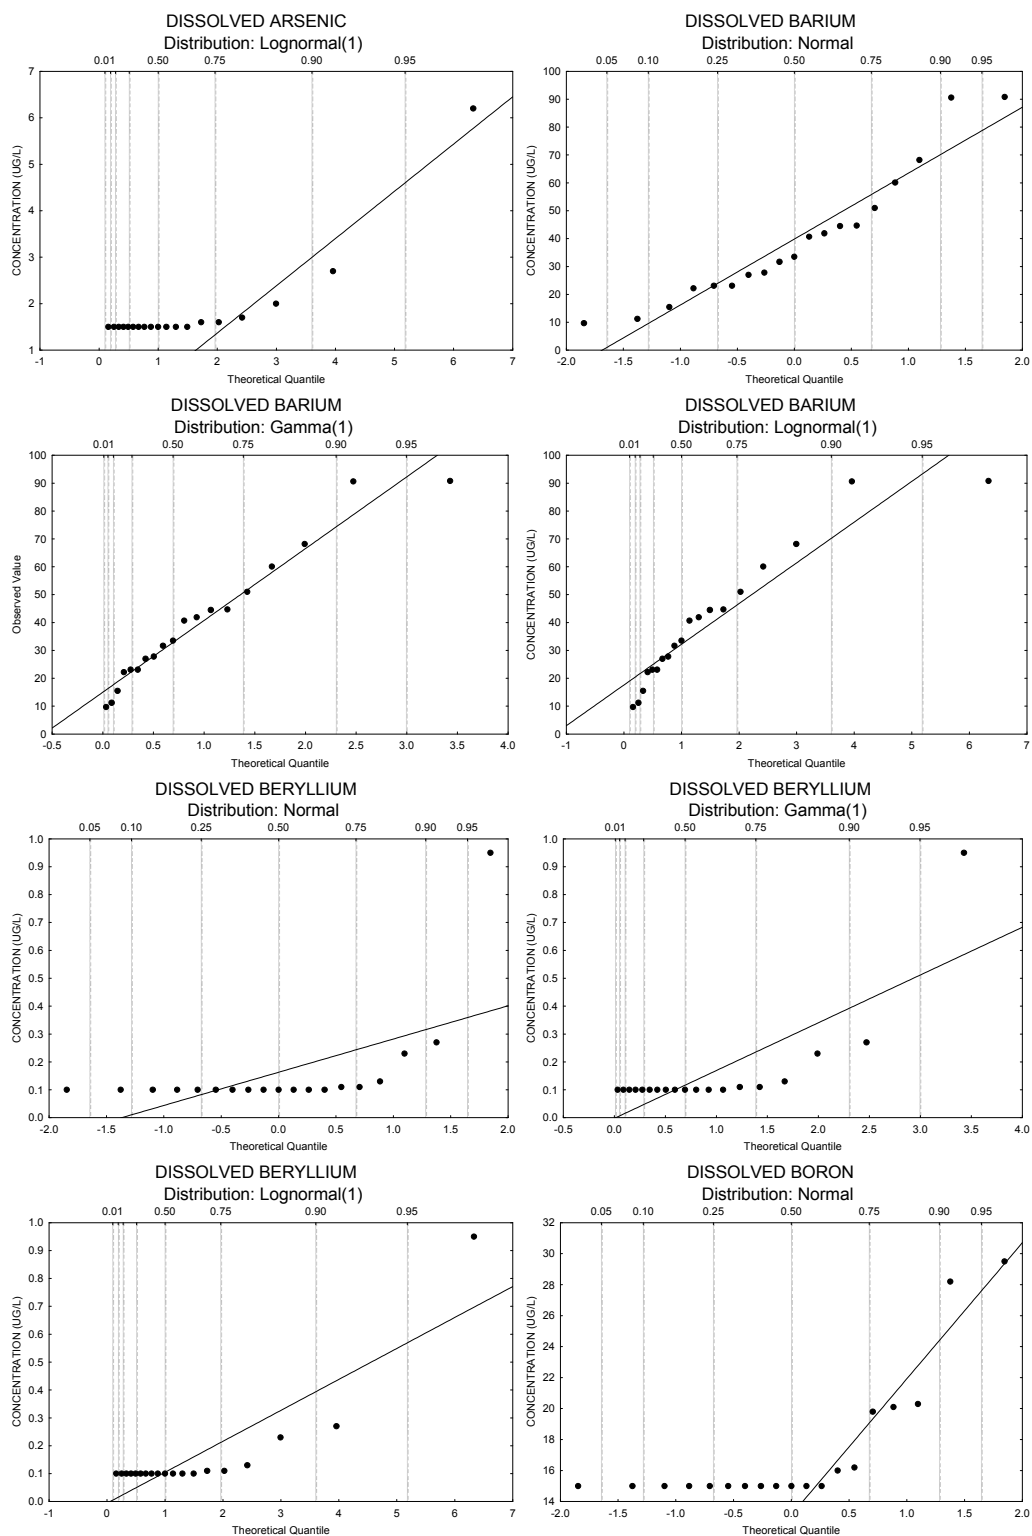 DISSOLVED ARSENIC
Distribution: Lognormal(1)
0.01 0.50 0.75 0.90 0.95
7
6
5
4
3
2
1
CONCENTRATION (UG/L)
-1 0 1 2 3 4 5 6 7
Theoretical Quantile
DISSOLVED BARIUM
Distribution: Normal
0.05 0.10 0.25 0.50 0.75 0.90 0.95
100
90
80
70
60
50
40
30
20
10
0
CONCENTRATION (UG/L)
-2.0 -1.5 -1.0 -0.5 0.0 0.5 1.0 1.5 2.0
Theoretical Quantile
DISSOLVED BARIUM
Distribution: Gamma(1)
0.01 0.50 0.75 0.90 0.95
100
90
80
70
60
50
40
30
20
10
0
Observed Value
-0.5 0.0 0.5 1.0 1.5 2.0 2.5 3.0 3.5 4.0
Theoretical Quantile
DISSOLVED BARIUM
Distribution: Lognormal(1)
0.01 0.50 0.75 0.90 0.95
100
90
80
70
60
50
40
30
20
10
0
CONCENTRATION (UG/L)
-1 0 1 2 3 4 5 6 7
Theoretical Quantile
DISSOLVED BERYLLIUM
Distribution: Normal
0.05 0.10 0.25 0.50 0.75 0.90 0.95
1.0
0.9
0.8
0.7
0.6
0.5
0.4
0.3
0.2
0.1
0.0
CONCENTRATION (UG/L)
-2.0 -1.5 -1.0 -0.5 0.0 0.5 1.0 1.5 2.0
Theoretical Quantile
DISSOLVED BERYLLIUM
Distribution: Gamma(1)
0.01 0.50 0.75 0.90 0.95
1.0
0.9
0.8
0.7
0.6
0.5
0.4
0.3
0.2
0.1
0.0
CONCENTRATION (UG/L)
-0.5 0.0 0.5 1.0 1.5 2.0 2.5 3.0 3.5 4.0
Theoretical Quantile
DISSOLVED BERYLLIUM
Distribution: Lognormal(1)
0.01 0.50 0.75 0.90 0.95
1.0
0.9
0.8
0.7
0.6
0.5
0.4
0.3
0.2
0.1
0.0
CONCENTRATION (UG/L)
-1 0 1 2 3 4 5 6 7
Theoretical Quantile
DISSOLVED BORON
Distribution: Normal
0.05 0.10 0.25 0.50 0.75 0.90 0.95
32
30
28
26
24
22
20
18
16
14
CONCENTRATION (UG/L)
-2.0 -1.5 -1.0 -0.5 0.0 0.5 1.0 1.5 2.0
Theoretical Quantile